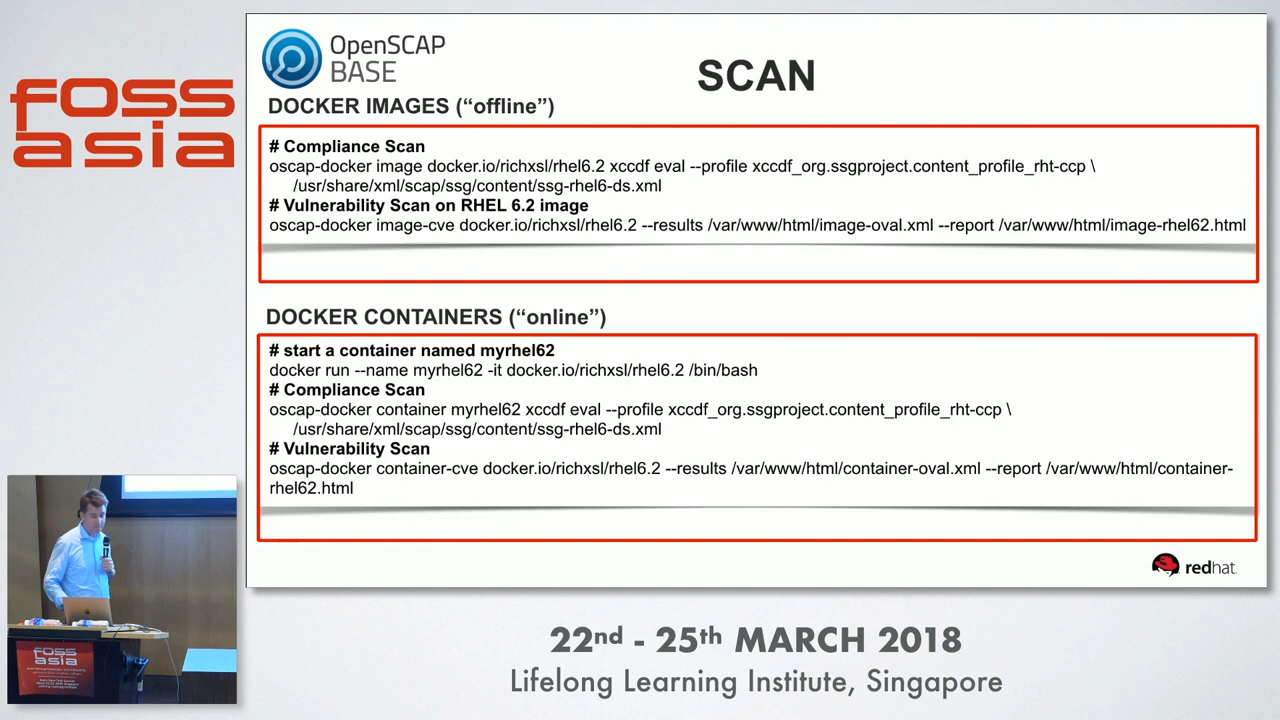 foss
asia
OpenSCAP
BASE
SCAN
DOCKER IMAGES (“offline”)
# Compliance Scan
oscap-docker image docker.io/richxsl/rhel6.2 xccdf eval --profile xccdf_org.ssgproject.content_profile_rht-ccp \
/usr/share/xml/scap/ssg/content/ssg-rhel6-ds.xml
# Vulnerability Scan on RHEL 6.2 image
oscap-docker image-cve docker.io/richxsl/rhel6.2 --results /var/www/html/image-oval.xml --report /var/www/html/image-rhel62.html
DOCKER CONTAINERS (“online”)
# start a container named myrhel62
docker run --name myrhel62 -it docker.io/richxsl/rhel6.2 /bin/bash
# Compliance Scan
oscap-docker container myrhel62 xccdf eval --profile xccdf_org.ssgproject.content_profile_rht-ccp \
/usr/share/xml/scap/ssg/content/ssg-rhel6-ds.xml
# Vulnerability Scan
oscap-docker container-cve docker.io/richxsl/rhel6.2 --results /var/www/html/container-oval.xml --report /var/www/html/container-
rhel62.html
redhat.
foss
asia
22nd - 25th MARCH 2018
Lifelong Learning Institute, Singapore